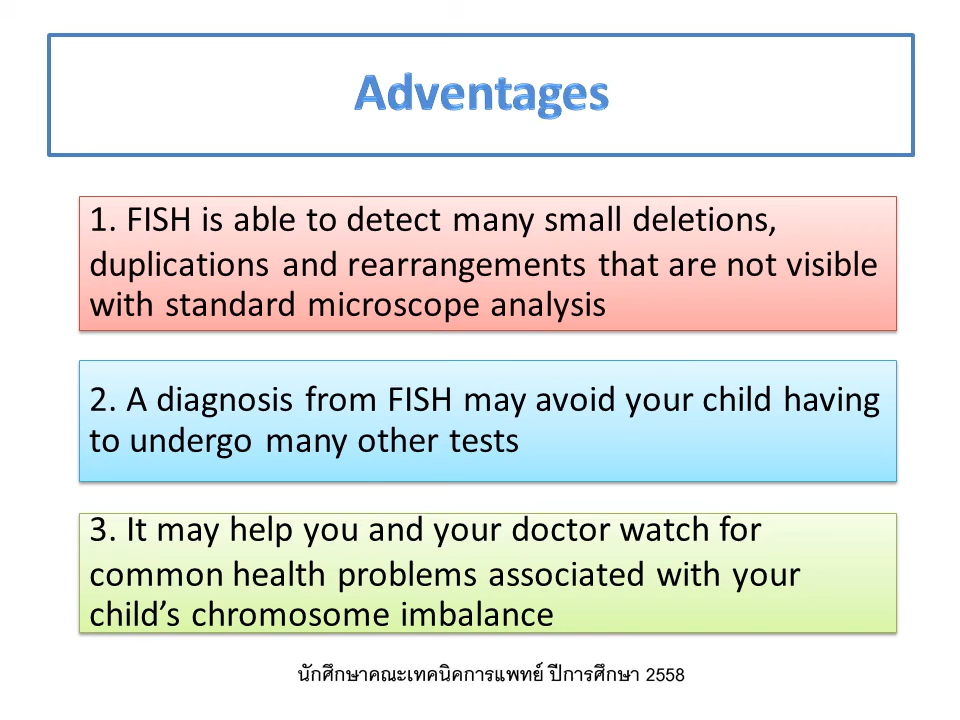 Adventages
1. FISH is able to detect many small deletions,
duplications and rearrangements that are not visible
with standard microscope analysis
2. A diagnosis from FISH may avoid your child having
to undergo many other tests
3. It may help you and your doctor watch for
common health problems associated with your
child’s chromosome imbalance
นักศึกษาคณะเทคนิคการแพทย์ ปีการศึกษา 2558